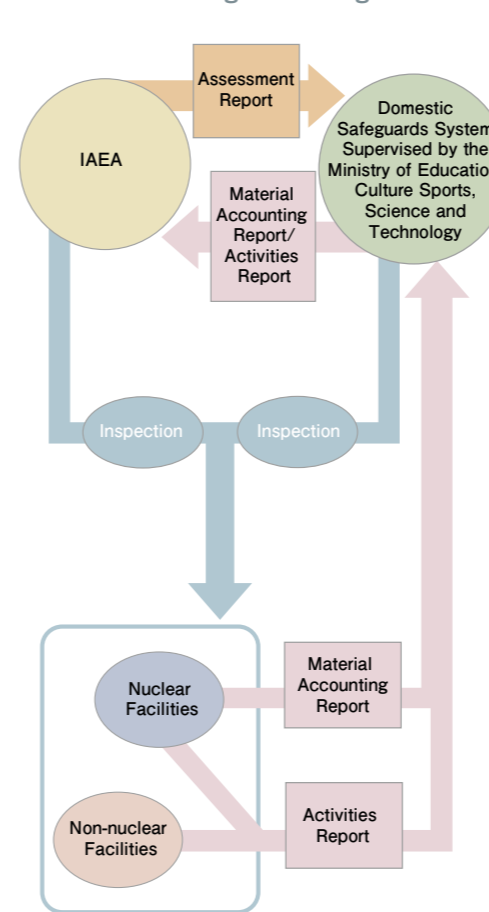 Assessment
Report
IAEA
Domestic
Safeguards System
Supervised by the
Ministry of Education
Culture Sports,
Science and
Technology
Material
Accounting
Report/
Activities
Report
Inspection
Inspection
Nuclear
Facilities
Material
Accounting
Report
Non-nuclear
Facilities
Activities
Report